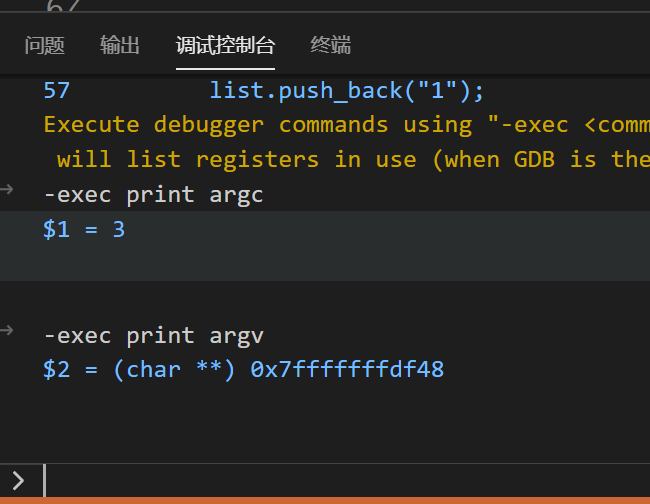 问题 输出 调试控制台 终端
57 list.push_back("1");
Execute debugger commands using "-exec <comm
will list registers in use (when GDB is the
-exec print argc
$1 = 3
-exec print argv
$2 = (char **) 0x7fffffffdf48